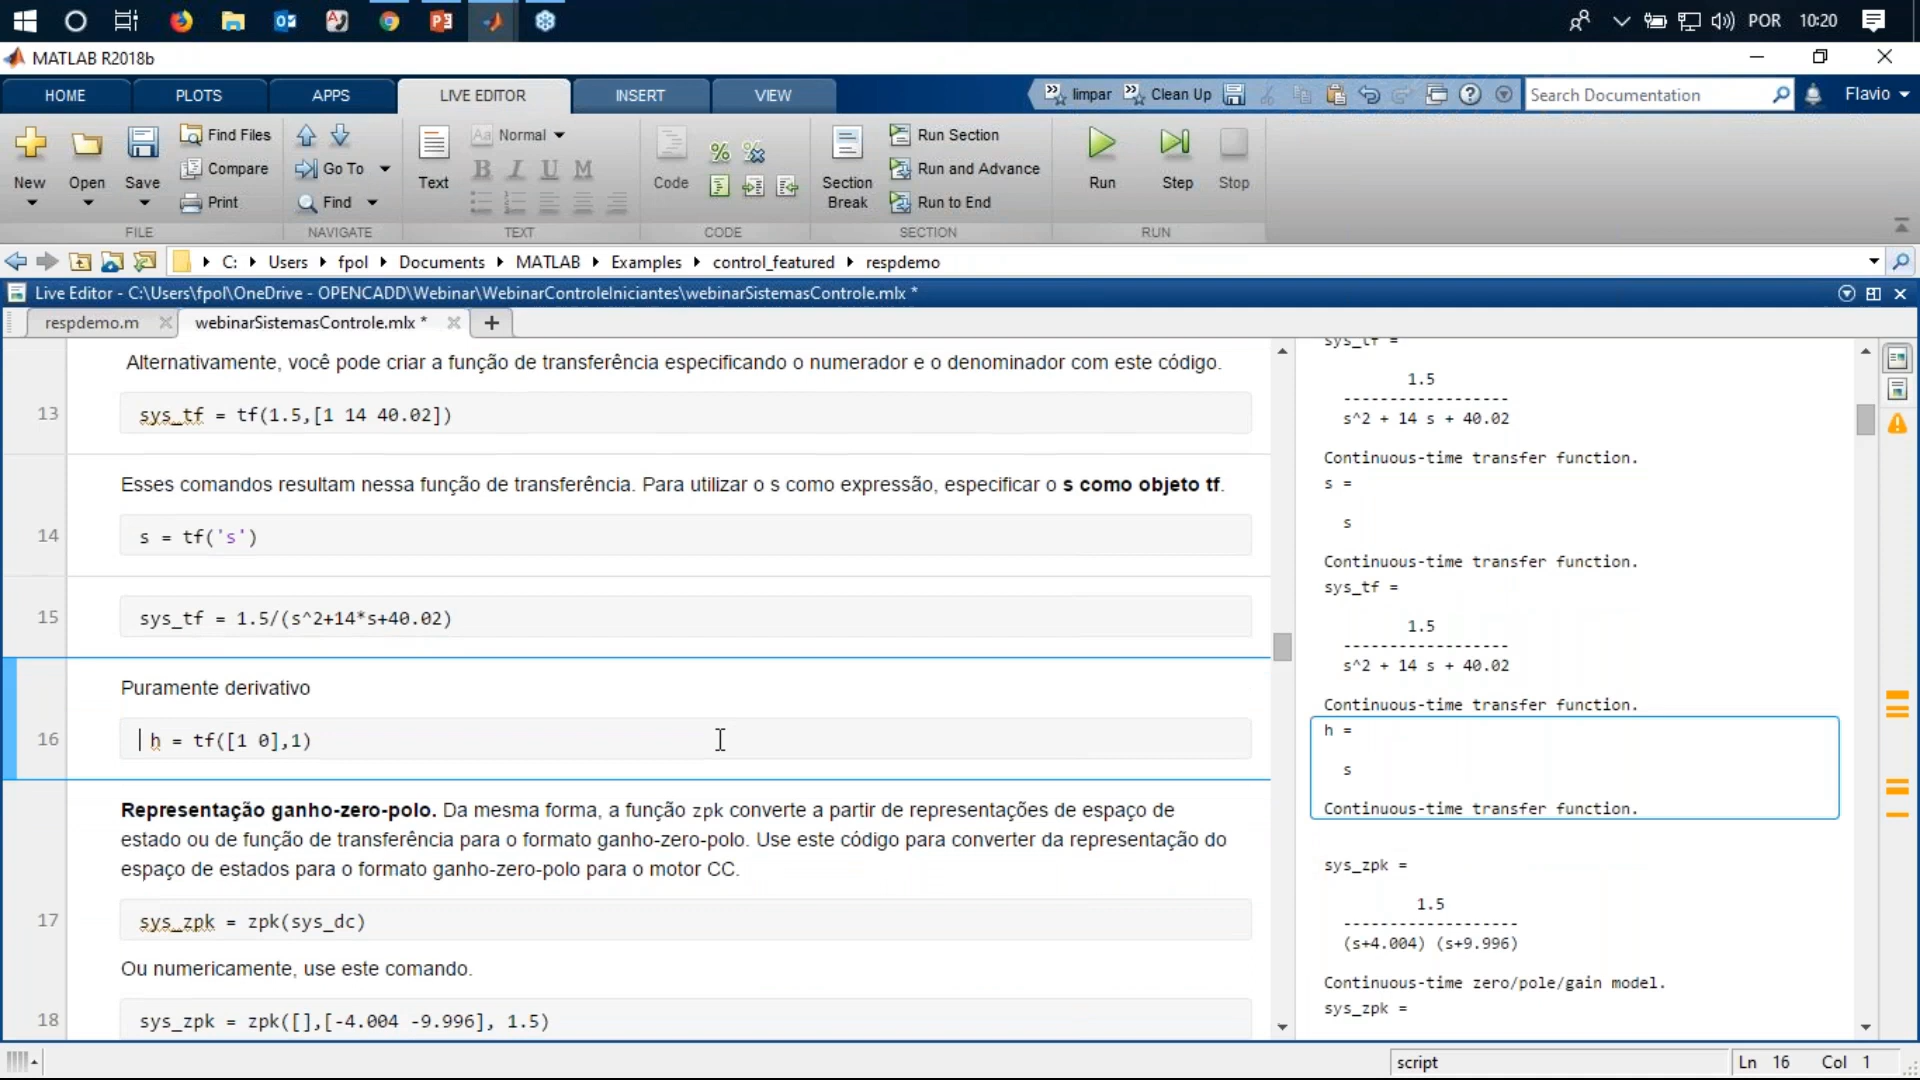 POR 10:20
MATLAB R2018b
HOME PLOTS APPS LIVE EDITOR INSERT VIEW limpar Clean Up Search Documentation Flavio
New Open Save Find Files Compare Print Go To Find Text Normal B I U M Code Section Break Run Section Run and Advance Run to End Run Step Stop
FILE NAVIGATE TEXT CODE SECTION RUN
C: Users fpol Documents MATLAB Examples control_featured respdemo
Live Editor - C:\Users\fpol\OneDrive - OPENCADD\Webinar\WebinarControleIniciantes\webinarSistemasControle.mlx *
respdemo.m webinarSistemasControle.mlx * +
Alternativamente, você pode criar a função de transferência especificando o numerador e o denominador com este código.
13 sys_tf = tf(1.5,[1 14 40.02])
Esses comandos resultam nessa função de transferência. Para utilizar o s como expressão, especificar o s como objeto tf.
14 s = tf('s')
15 sys_tf = 1.5/(s^2+14*s+40.02)
Puramente derivativo
16 h = tf([1 0],1)
Representação ganho-zero-polo. Da mesma forma, a função zpk converte a partir de representações de espaço de
estado ou de função de transferência para o formato ganho-zero-polo. Use este código para converter da representação do
espaço de estados para o formato ganho-zero-polo para o motor CC.
17 sys_zpk = zpk(sys_dc)
Ou numericamente, use este comando.
18 sys_zpk = zpk([],[-4.004 -9.996], 1.5)
sys_tf =
1.5
------------------
s^2 + 14 s + 40.02
Continuous-time transfer function.
s =
s
Continuous-time transfer function.
sys_tf =
1.5
------------------
s^2 + 14 s + 40.02
Continuous-time transfer function.
h =
s
Continuous-time transfer function.
sys_zpk =
1.5
-------------------
(s+4.004) (s+9.996)
Continuous-time zero/pole/gain model.
sys_zpk =
script Ln 16 Col 1